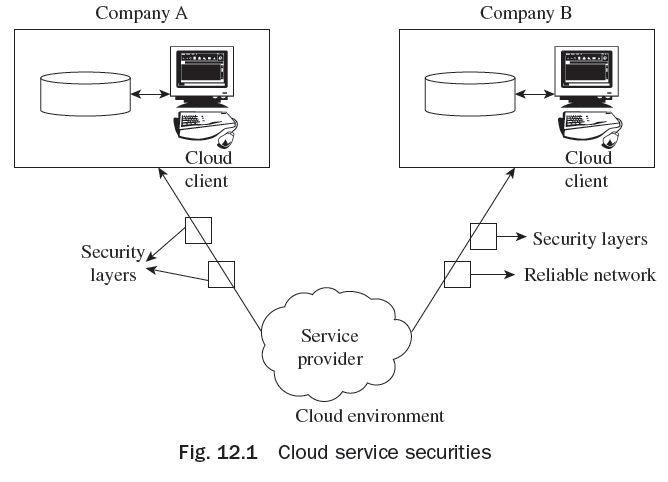 Company A
Company B
Cloud
client
Cloud
client
Security
layers
Security layers
Reliable network
Service
provider
Cloud environment
Fig. 12.1 Cloud service securities